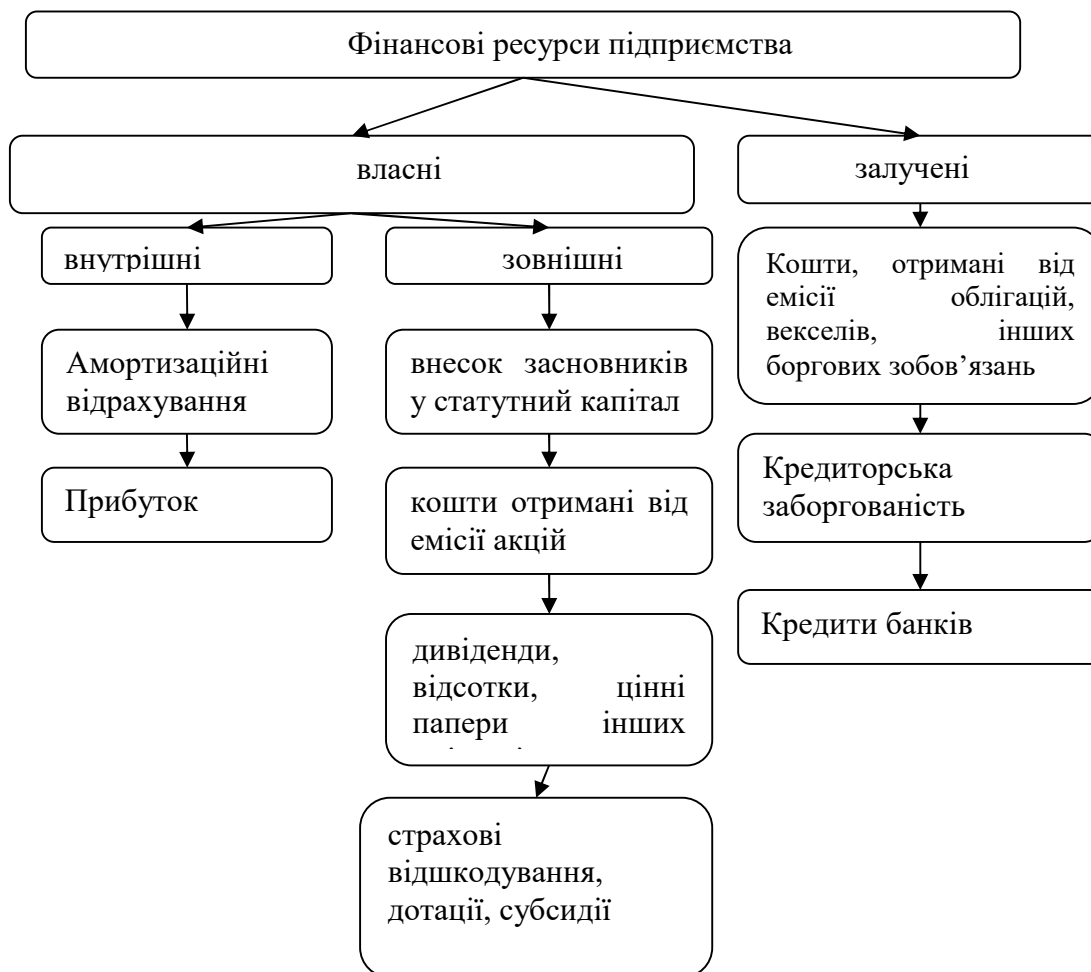 Фінансові ресурси підприємства
власні
залучені
внутрішні
зовнішні
Амортизаційні
відрахування
Прибуток
внесок засновників
у статутний капітал
кошти отримані від
емісії акцій
дивіденди,
відсотки, цінні
папери інших
страхові
відшкодування,
дотації, субсидії
Кошти, отримані від
емісії облігацій,
векселів, інших
боргових зобов’язань
Кредиторська
заборгованість
Кредити банків